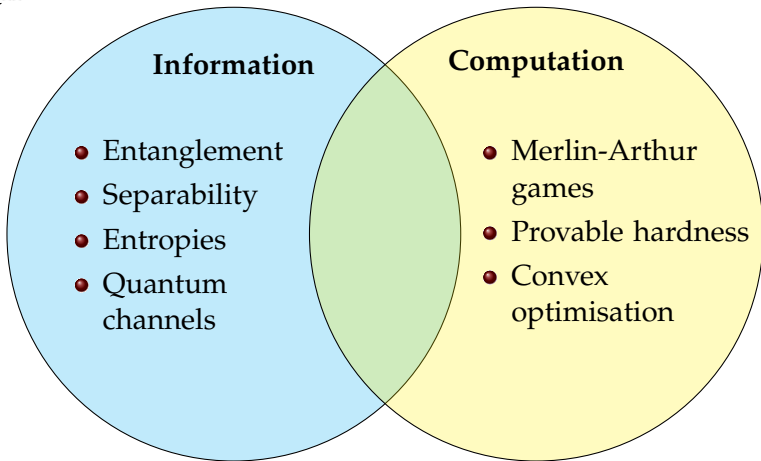 Information
Entanglement
Separability
Entropies
Quantum
channels
Computation
Merlin-Arthur
games
Provable hardness
Convex
optimisation